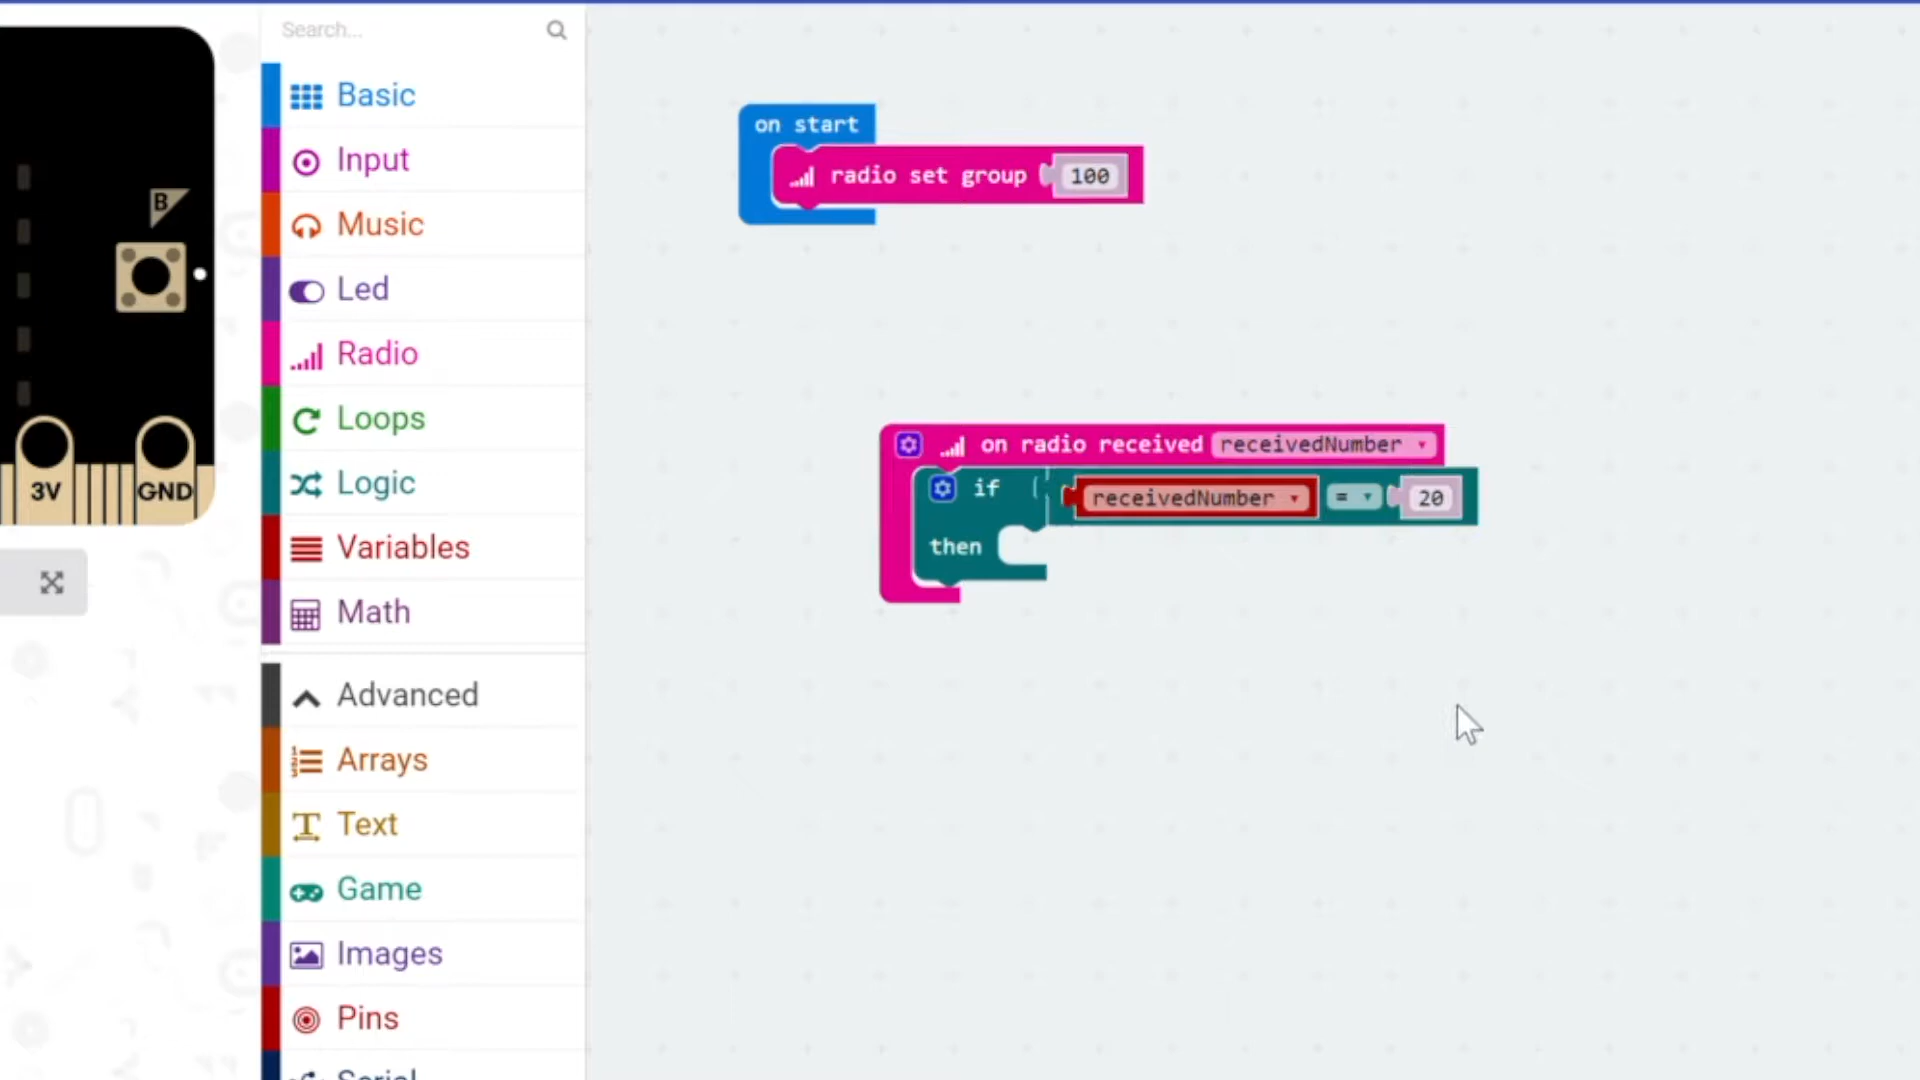 Search...
Basic
Input
Music
Led
Radio
Loops
Logic
Variables
Math
Advanced
Arrays
Text
Game
Images
Pins
Serial
B
3V
GND
on start
radio set group 100
on radio received receivedNumber
if receivedNumber = 20
then